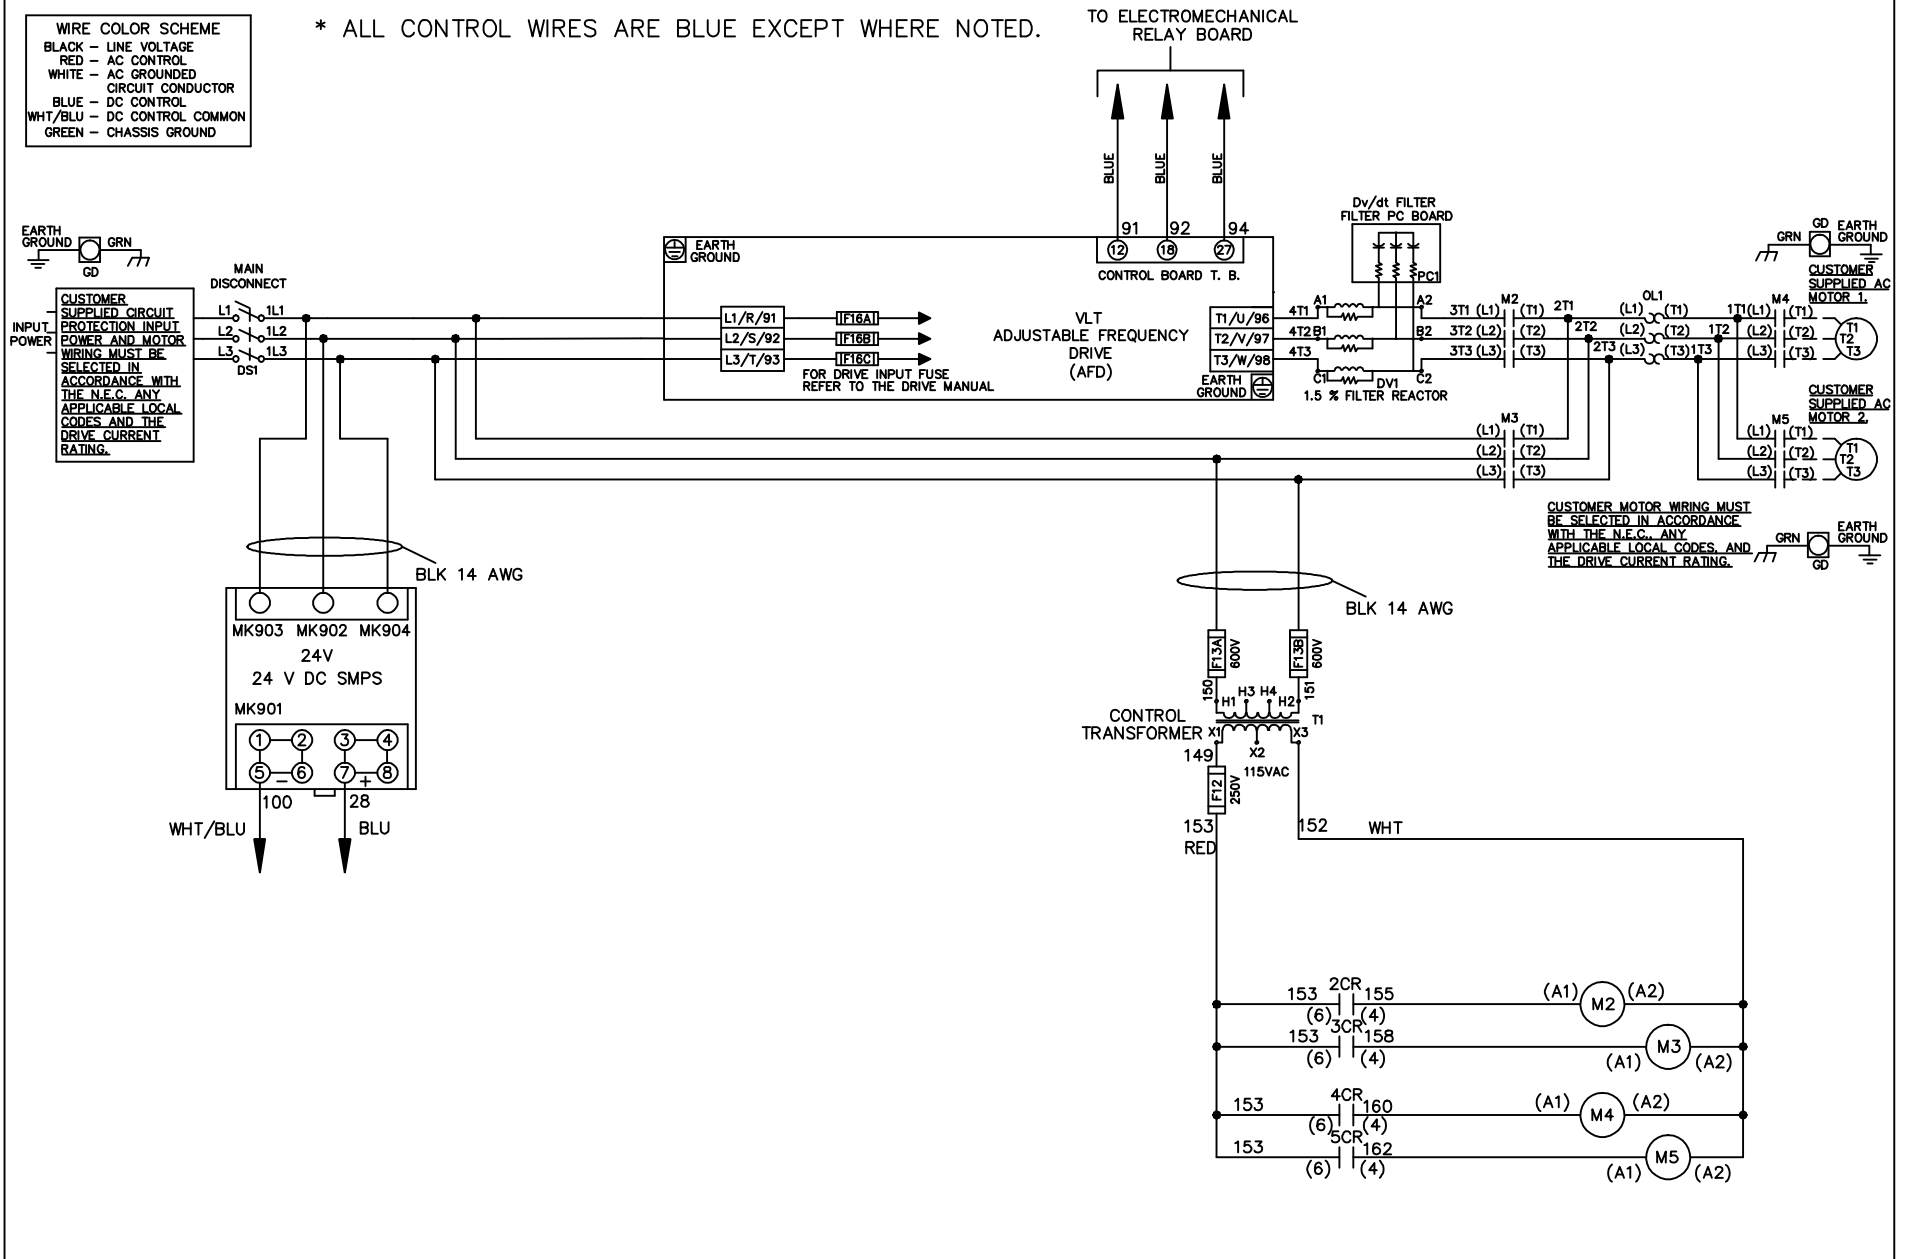 WIRE COLOR SCHEME
BLACK – LINE VOLTAGE
RED – AC CONTROL
WHITE – AC GROUNDED
CIRCUIT CONDUCTOR
BLUE – DC CONTROL
WHT/BLU – DC CONTROL COMMON
GREEN – CHASSIS GROUND
* ALL CONTROL WIRES ARE BLUE EXCEPT WHERE NOTED.
TO ELECTROMECHANICAL
RELAY BOARD
BLUE
BLUE
BLUE
91 92 94
12 18 27
CONTROL BOARD T. B.
EARTH
GROUND
GRN
GD
CUSTOMER
SUPPLIED CIRCUIT
PROTECTION INPUT
POWER AND MOTOR
WIRING MUST BE
SELECTED IN
ACCORDANCE WITH
THE N.E.C. ANY
APPLICABLE LOCAL
CODES AND THE
DRIVE CURRENT
RATING.
INPUT
POWER
MAIN
DISCONNECT
L1 1L1
L2 1L2
L3 1L3
DS1
EARTH
GROUND
L1/R/91
L2/S/92
L3/T/93
IF16A
IF16B
IF16C
FOR DRIVE INPUT FUSE
REFER TO THE DRIVE MANUAL
VLT
ADJUSTABLE FREQUENCY
DRIVE
(AFD)
T1/U/96
T2/V/97
T3/W/98
EARTH
GROUND
Dv/dt FILTER
FILTER PC BOARD
PC1
4T1 A1 A2
4T2 B1 B2
4T3
C1 C2
DV1
1.5 % FILTER REACTOR
M2
3T1 (L1) (T1) 2T1
3T2 (L2) (T2) 2T2
3T3 (L3) (T3) 2T3
OL1
(L1) (T1)
(L2) (T2)
(L3) (T3)
1T1 1T2 1T3
M4
(L1) (T1)
(L2) (T2)
(L3) (T3)
T1
T2
T3
GD
EARTH
GROUND
GRN
CUSTOMER
SUPPLIED AC
MOTOR 1.
M3
(L1) (T1)
(L2) (T2)
(L3) (T3)
CUSTOMER
SUPPLIED AC
MOTOR 2.
M5
(L1) (T1)
(L2) (T2)
(L3) (T3)
T1
T2
T3
CUSTOMER MOTOR WIRING MUST
BE SELECTED IN ACCORDANCE
WITH THE N.E.C., ANY
APPLICABLE LOCAL CODES, AND
THE DRIVE CURRENT RATING.
EARTH
GROUND
GRN
GD
BLK 14 AWG
MK903 MK902 MK904
24V
24 V DC SMPS
MK901
1 2 3 4
5 – 6 7 + 8
100 28
WHT/BLU BLU
BLK 14 AWG
F13A 600V
F13B 600V
150 151
H1 H3 H4 H2
T1
CONTROL
TRANSFORMER
X1 X2 X3
149
115VAC
F12 250V
153
RED
152 WHT
2CR
153 155 (A1) M2 (A2)
(6) (4)
3CR
153 158 M3
(6) (4) (A1) (A2)
4CR
153 160 (A1) M4 (A2)
(6) (4)
5CR
153 162 M5
(6) (4) (A1) (A2)